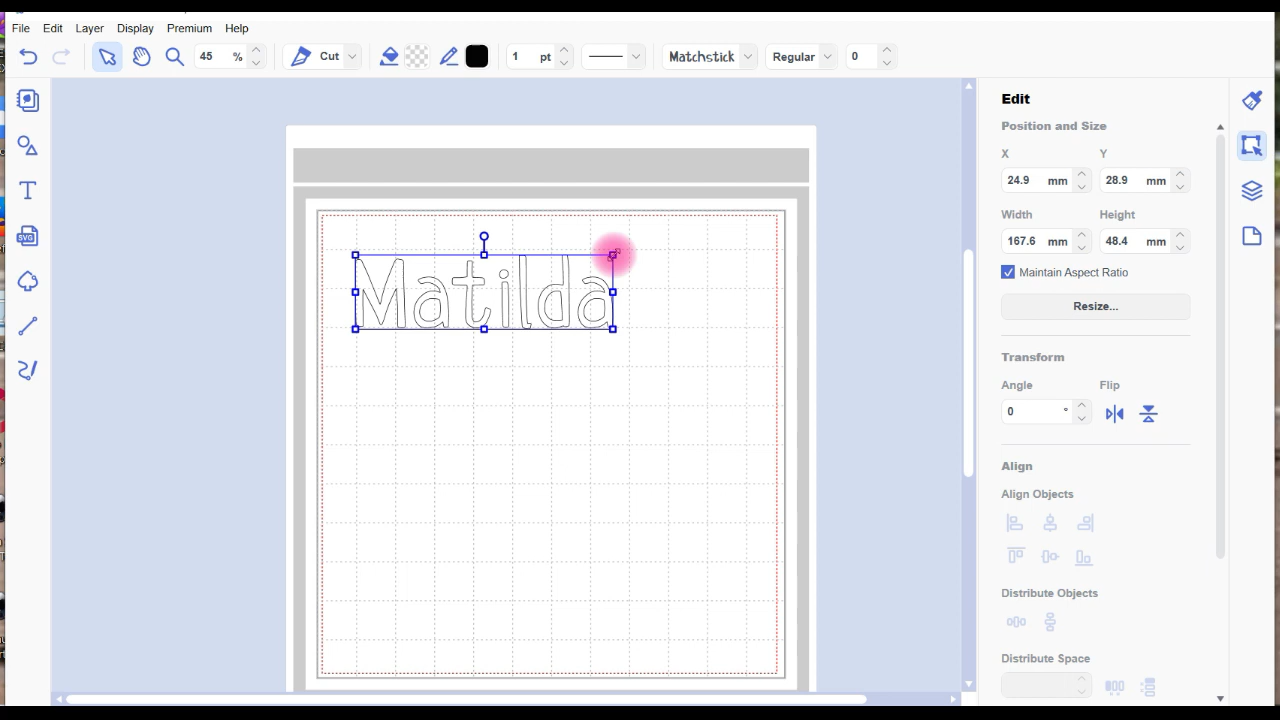 File Edit Layer Display Premium Help
45 % Cut 1 pt Matchstick Regular 0
Edit
Position and Size
X Y
24.9 mm 28.9 mm
Width Height
167.6 mm 48.4 mm
Maintain Aspect Ratio
Resize...
Transform
Angle Flip
0 °
Align
Align Objects
Distribute Objects
Distribute Space
T
SVG
Matilda